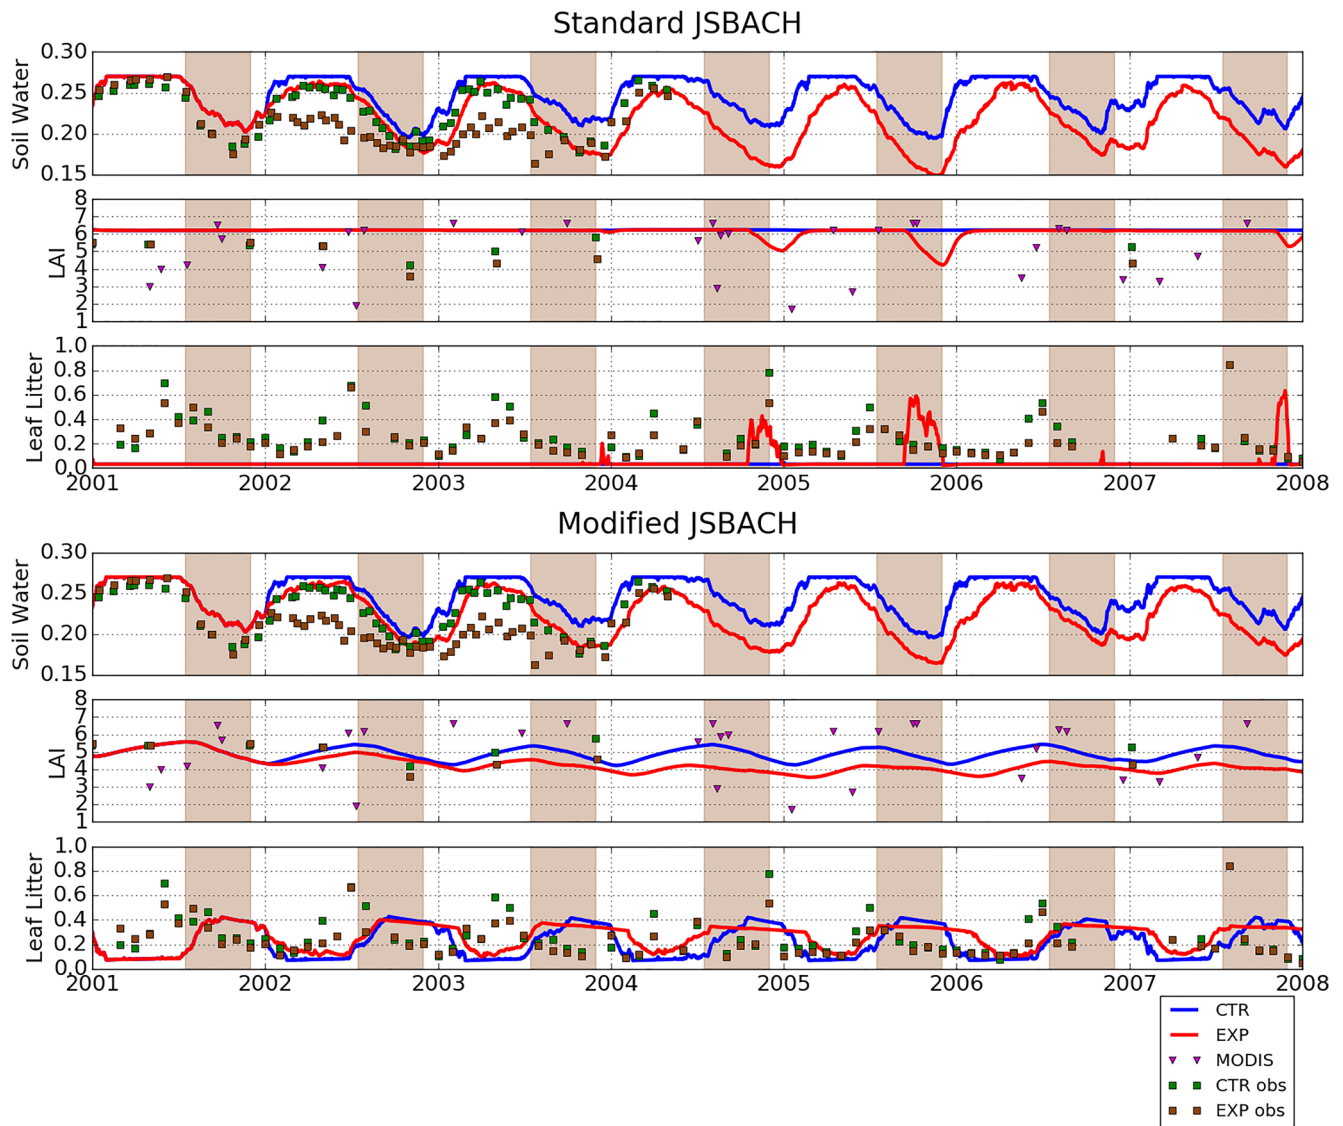 Standard JSBACH
0.30
0.25
0.20
0.15
Soil Water
8
7
6
5
4
3
2
1
LAI
1.0
0.8
0.6
0.4
0.2
0.0
Leaf Litter
2001 2002 2003 2004 2005 2006 2007 2008
Modified JSBACH
0.30
0.25
0.20
0.15
Soil Water
8
7
6
5
4
3
2
1
LAI
1.0
0.8
0.6
0.4
0.2
0.0
Leaf Litter
2001 2002 2003 2004 2005 2006 2007 2008
CTR
EXP
MODIS
CTR obs
EXP obs